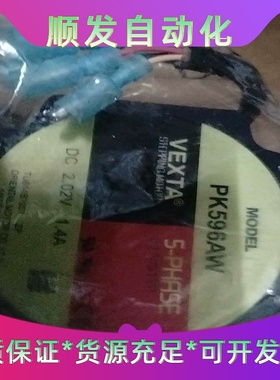 顺发自动化
VEXTA®
STEPPING MOTOR
5-PHASE
DC 2.02V 1.4A
MODEL
PK596AW
质保证*货源充足*可开发